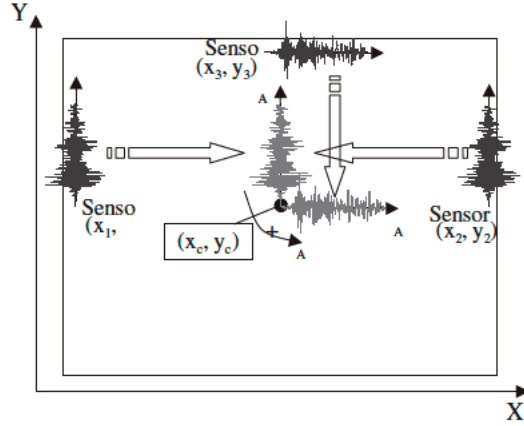 Y
Senso
(x3, y3)
A
Senso
(x1,
Sensor
(x2, y2)
(xc, yc)
+
A
A
X